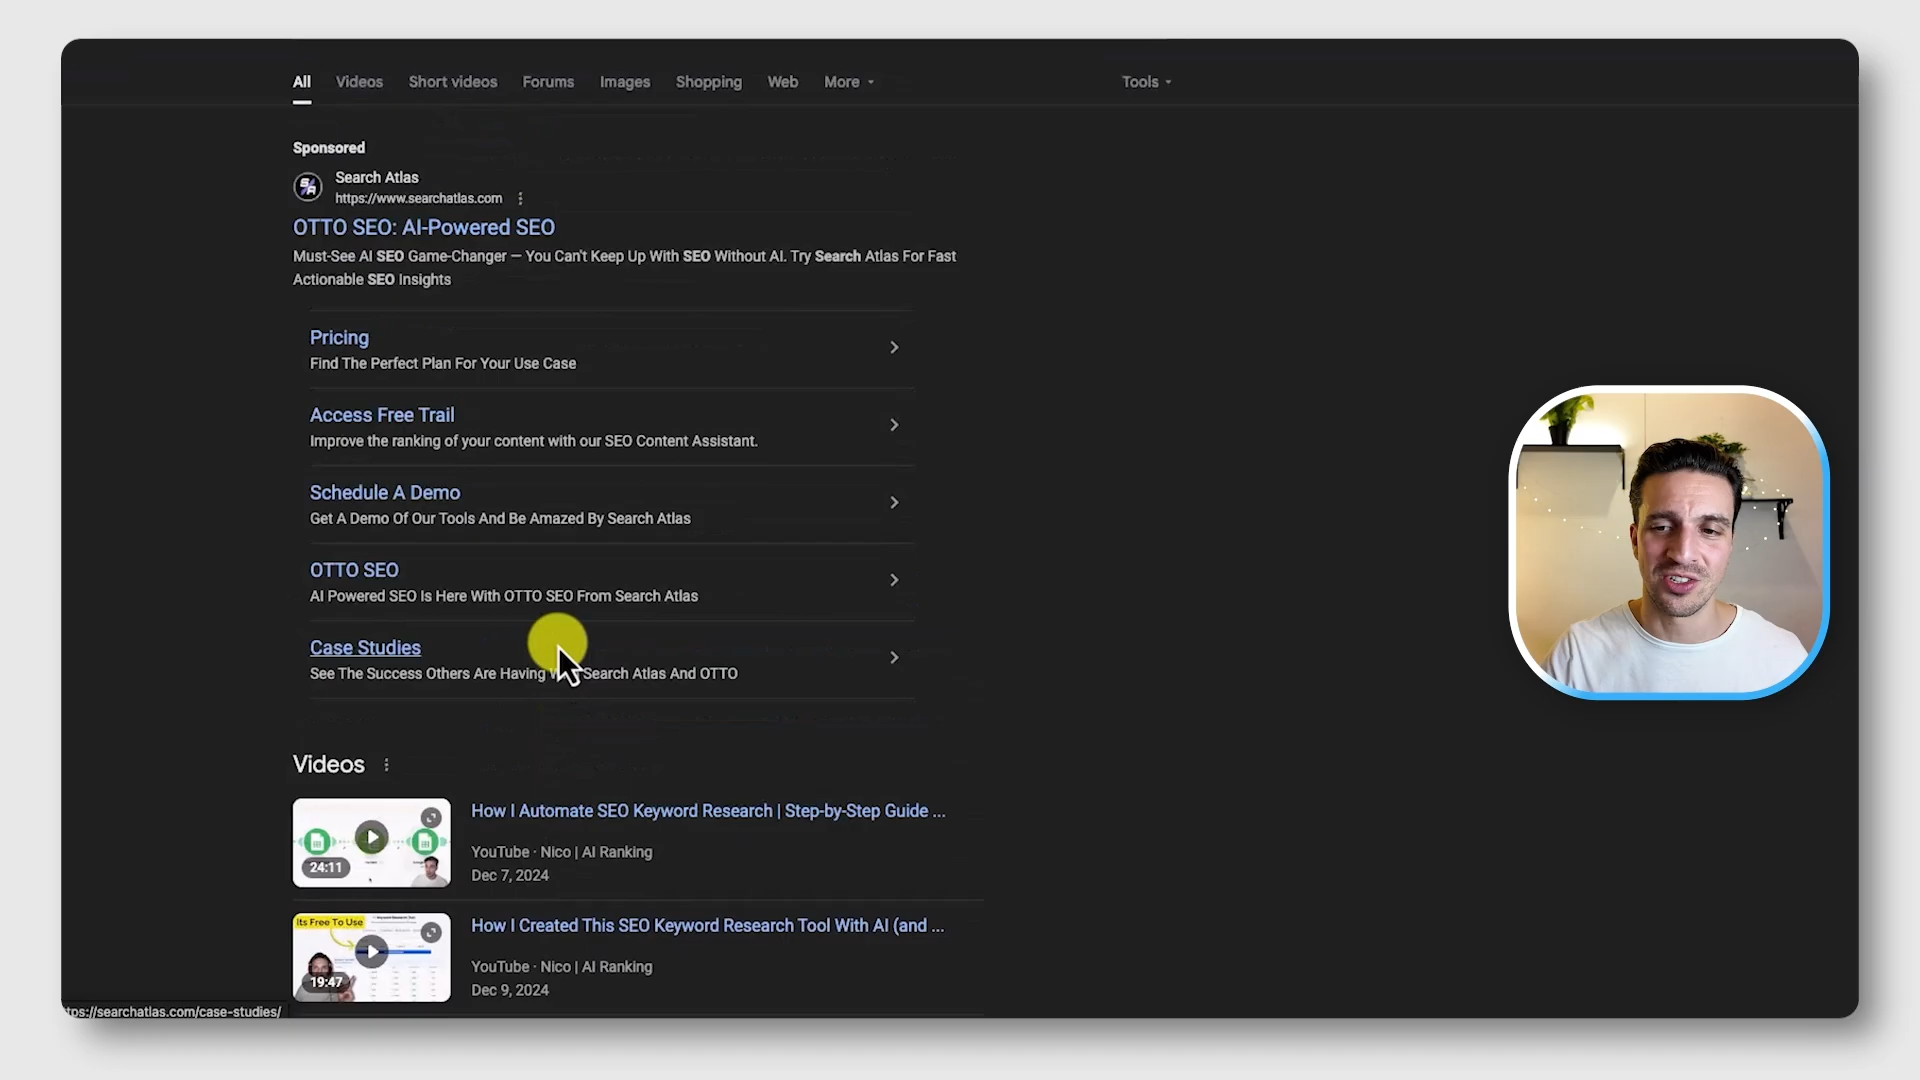 All
Videos
Short videos
Forums
Images
Shopping
Web
More
Tools
Sponsored
Search Atlas
https://www.searchatlas.com
OTTO SEO: AI-Powered SEO
Must-See AI SEO Game-Changer — You Can't Keep Up With SEO Without AI. Try Search Atlas For Fast
Actionable SEO Insights
Pricing
Find The Perfect Plan For Your Use Case
Access Free Trail
Improve the ranking of your content with our SEO Content Assistant.
Schedule A Demo
Get A Demo Of Our Tools And Be Amazed By Search Atlas
OTTO SEO
AI Powered SEO Is Here With OTTO SEO From Search Atlas
Case Studies
See The Success Others Are Having Search Atlas And OTTO
Videos
24:11
How I Automate SEO Keyword Research | Step-by-Step Guide ...
YouTube · Nico | AI Ranking
Dec 7, 2024
Its Free To Use
19:47
How I Created This SEO Keyword Research Tool With AI (and ...
YouTube · Nico | AI Ranking
Dec 9, 2024
tps://searchatlas.com/case-studies/